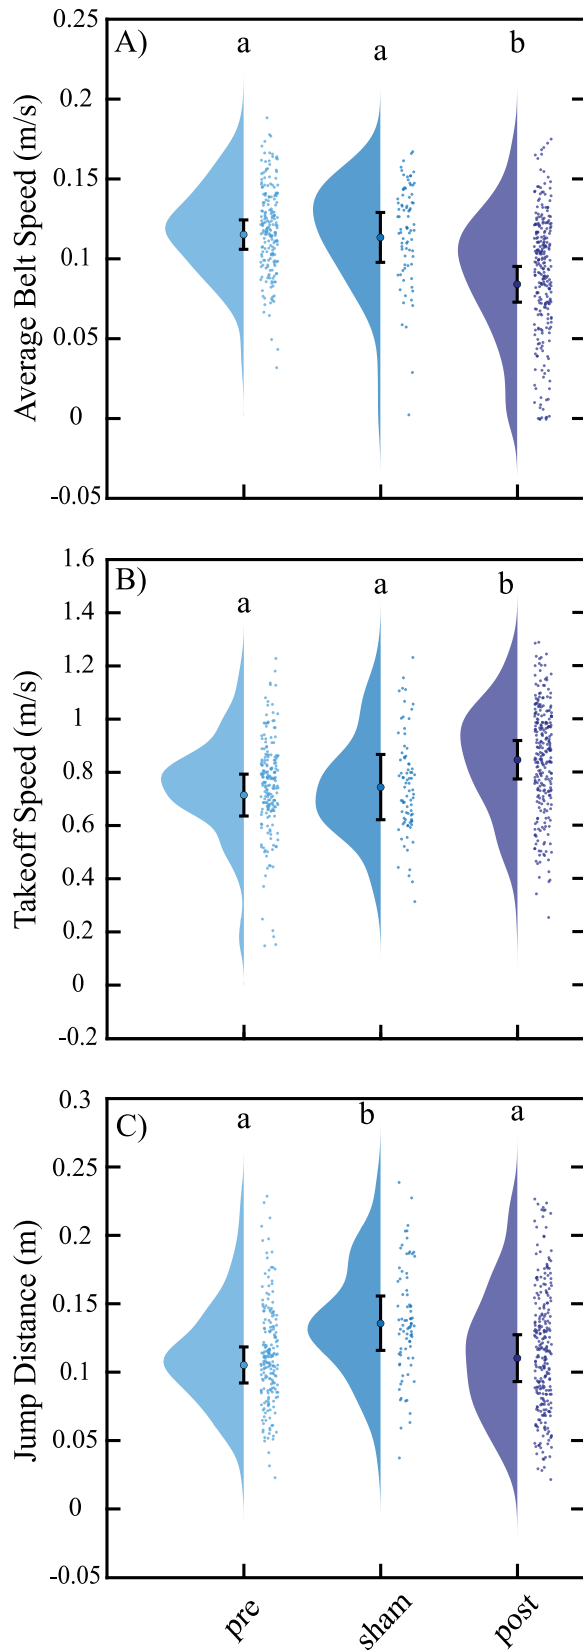 A)
a
a
b
Average Belt Speed (m/s)
0.25
0.2
0.15
0.1
0.05
0
-0.05
B)
a
a
b
Takeoff Speed (m/s)
1.6
1.4
1.2
1
0.8
0.6
0.4
0.2
0
-0.2
C)
a
b
a
Jump Distance (m)
0.3
0.25
0.2
0.15
0.1
0.05
0
-0.05
pre
sham
post